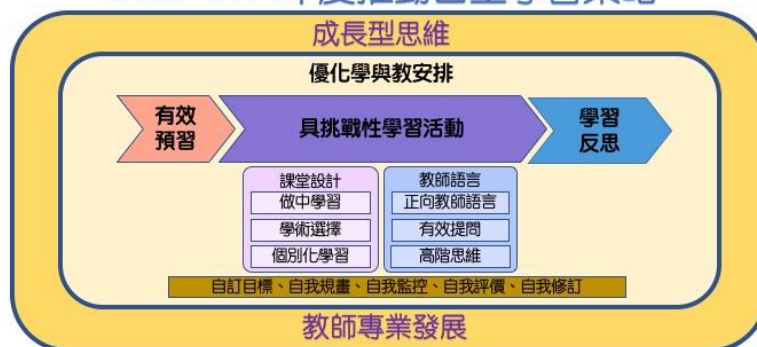 成長型思維
優化學與教安排
有效
預習
具挑戰性學習活動
學習
反思
課堂設計
做中學習
學術選擇
個別化學習
教師語言
正向教師語言
有效提問
高階思維
自訂目標、自我規畫、自我監控、自我評價、自我修訂
教師專業發展